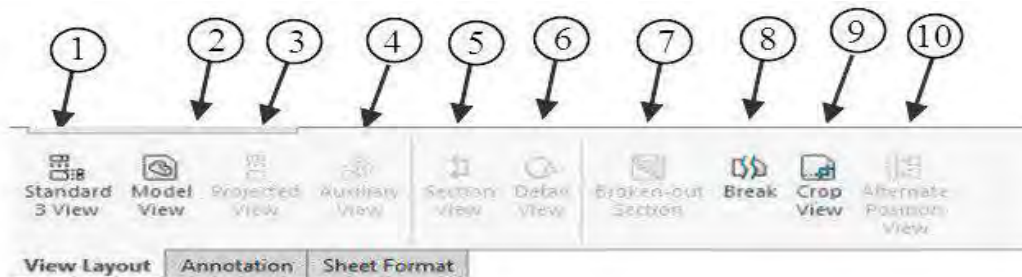 1 2 3 4 5 6 7 8 9 10
Standard 3 View
Model View
Projected View
Auxiliary View
Section View
Detail View
Broken-out Section
Break
Crop View
Alternate Position View
View Layout Annotation Sheet Format